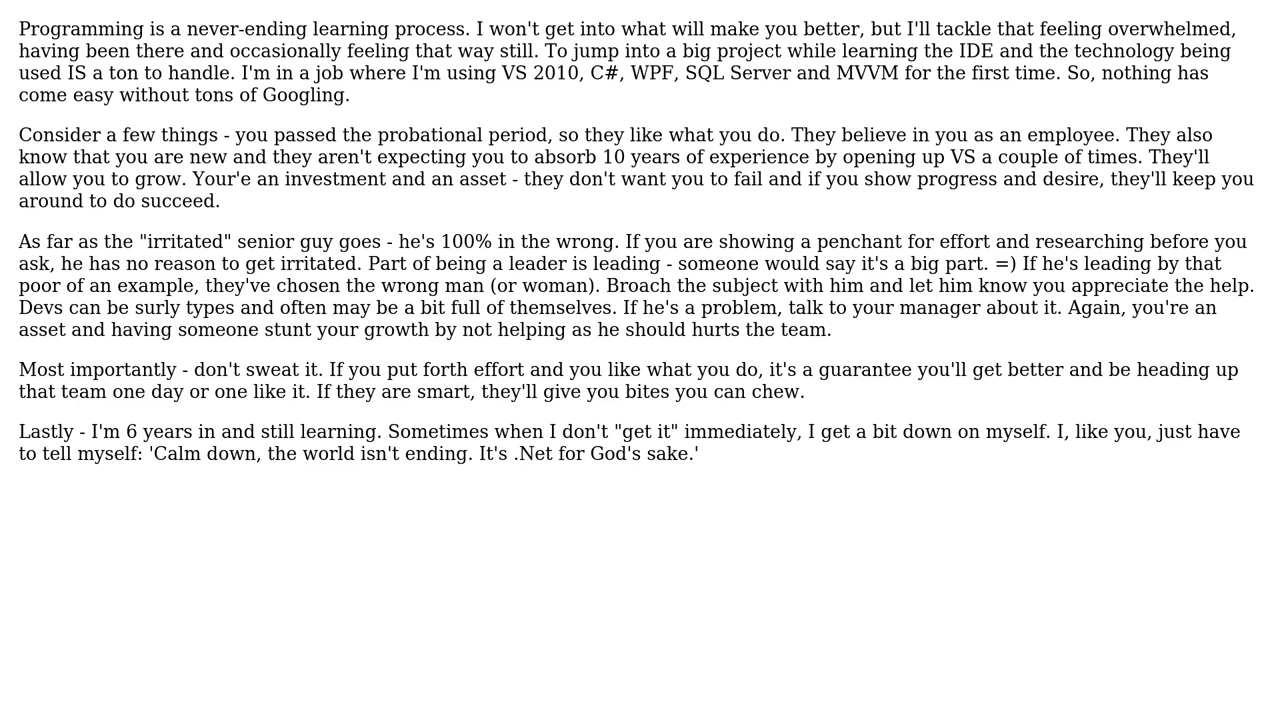 Programming is a never-ending learning process. I won't get into what will make you better, but I'll tackle that feeling overwhelmed,
having been there and occasionally feeling that way still. To jump into a big project while learning the IDE and the technology being
used IS a ton to handle. I'm in a job where I'm using VS 2010, C#, WPF, SQL Server and MVVM for the first time. So, nothing has
come easy without tons of Googling.
Consider a few things - you passed the probational period, so they like what you do. They believe in you as an employee. They also
know that you are new and they aren't expecting you to absorb 10 years of experience by opening up VS a couple of times. They'll
allow you to grow. Your'e an investment and an asset - they don't want you to fail and if you show progress and desire, they'll keep you
around to do succeed.
As far as the "irritated" senior guy goes - he's 100% in the wrong. If you are showing a penchant for effort and researching before you
ask, he has no reason to get irritated. Part of being a leader is leading - someone would say it's a big part. =) If he's leading by that
poor of an example, they've chosen the wrong man (or woman). Broach the subject with him and let him know you appreciate the help.
Devs can be surly types and often may be a bit full of themselves. If he's a problem, talk to your manager about it. Again, you're an
asset and having someone stunt your growth by not helping as he should hurts the team.
Most importantly - don't sweat it. If you put forth effort and you like what you do, it's a guarantee you'll get better and be heading up
that team one day or one like it. If they are smart, they'll give you bites you can chew.
Lastly - I'm 6 years in and still learning. Sometimes when I don't "get it" immediately, I get a bit down on myself. I, like you, just have
to tell myself: 'Calm down, the world isn't ending. It's .Net for God's sake.'